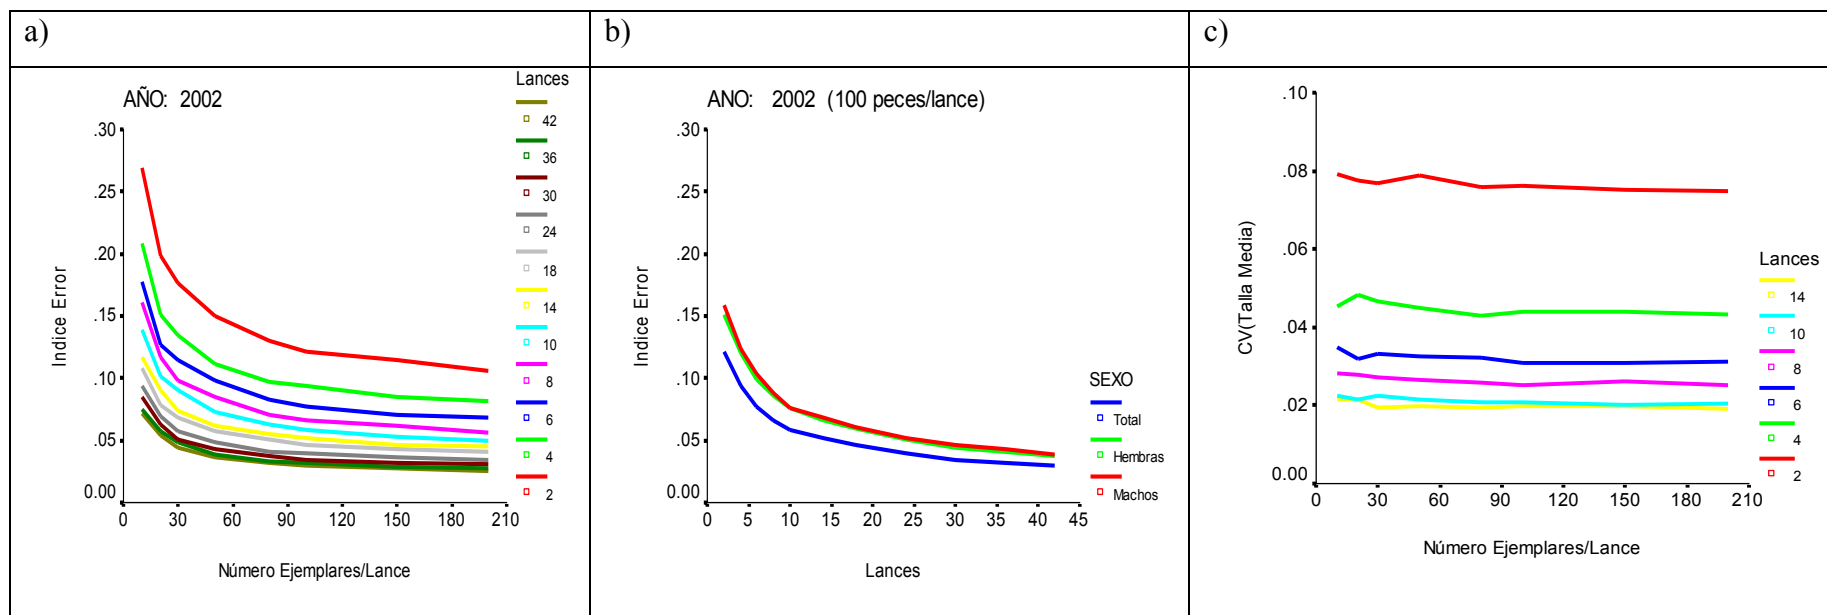 a)
b)
c)
AÑO: 2002
Lances
42
36
30
24
18
14
10
8
6
4
2
.30
.25
.20
.15
.10
.05
0.00
Indice Error
0 30 60 90 120 150 180 210
Número Ejemplares/Lance
ANO: 2002 (100 peces/lance)
.30
.25
.20
.15
.10
.05
0.00
Indice Error
0 5 10 15 20 25 30 35 40 45
Lances
SEXO
Total
Hembras
Machos
.10
.08
.06
.04
.02
0.00
CV(Talla Media)
0 30 60 90 120 150 180 210
Número Ejemplares/Lance
Lances
14
10
8
6
4
2